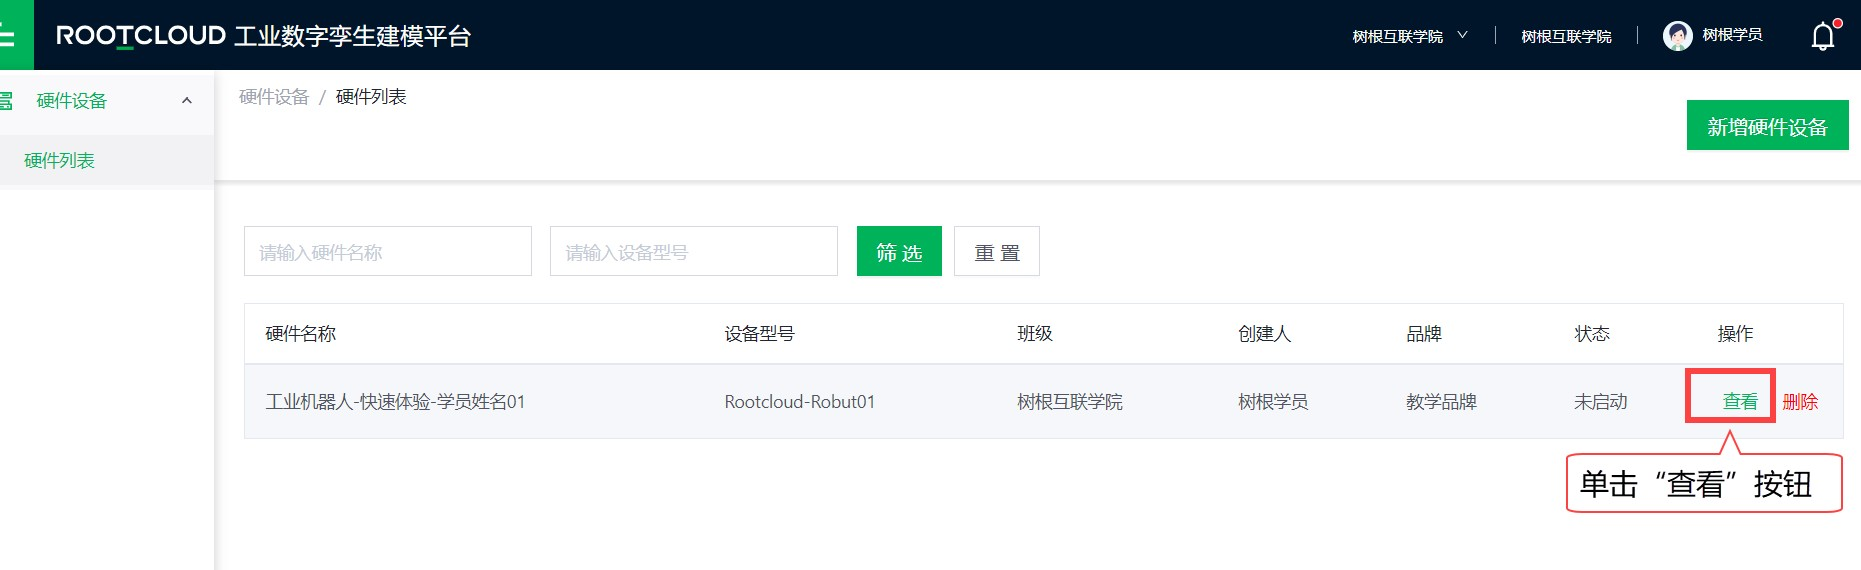 ROOTCLOUD 工业数字孪生建模平台
树根互联学院
树根互联学院
树根学员
硬件设备
硬件列表
硬件设备 / 硬件列表
新增硬件设备
请输入硬件名称
请输入设备型号
筛 选
重 置
硬件名称 设备型号 班级 创建人 品牌 状态 操作
工业机器人-快速体验-学员姓名01 Rootcloud-Robut01 树根互联学院 树根学员 教学品牌 未启动 查看 删除
单击“查看”按钮